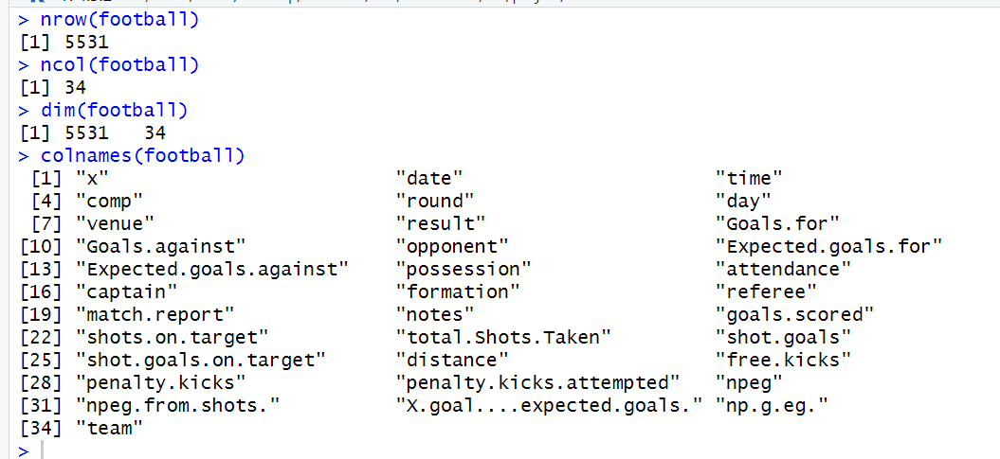 > nrow(football)
[1] 5531
> ncol(football)
[1] 34
> dim(football)
[1] 5531   34
> colnames(football)
 [1] "x"                      "date"                   "time"
 [4] "comp"                   "round"                  "day"
 [7] "venue"                  "result"                 "Goals.for"
[10] "Goals.against"          "opponent"               "Expected.goals.for"
[13] "Expected.goals.against" "possession"             "attendance"
[16] "captain"                "formation"              "referee"
[19] "match.report"           "notes"                  "goals.scored"
[22] "shots.on.target"        "total.Shots.Taken"      "shot.goals"
[25] "shot.goals.on.target"   "distance"               "free.kicks"
[28] "penalty.kicks"          "penalty.kicks.attempted" "npeg"
[31] "npeg.from.shots."       "X.goal....expected.goals." "np.g.eg."
[34] "team"
>